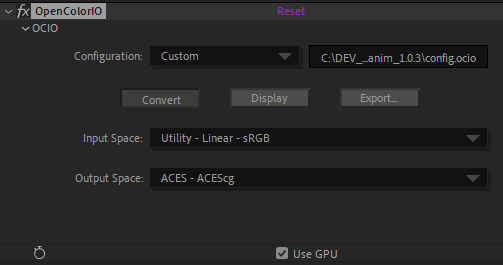 fx OpenColorIO Reset
OCIO
Configuration: Custom C:\DEV_...anim_1.0.3\config.ocio
Convert Display Export...
Input Space: Utility - Linear - sRGB
Output Space: ACES - ACEScg
Use GPU